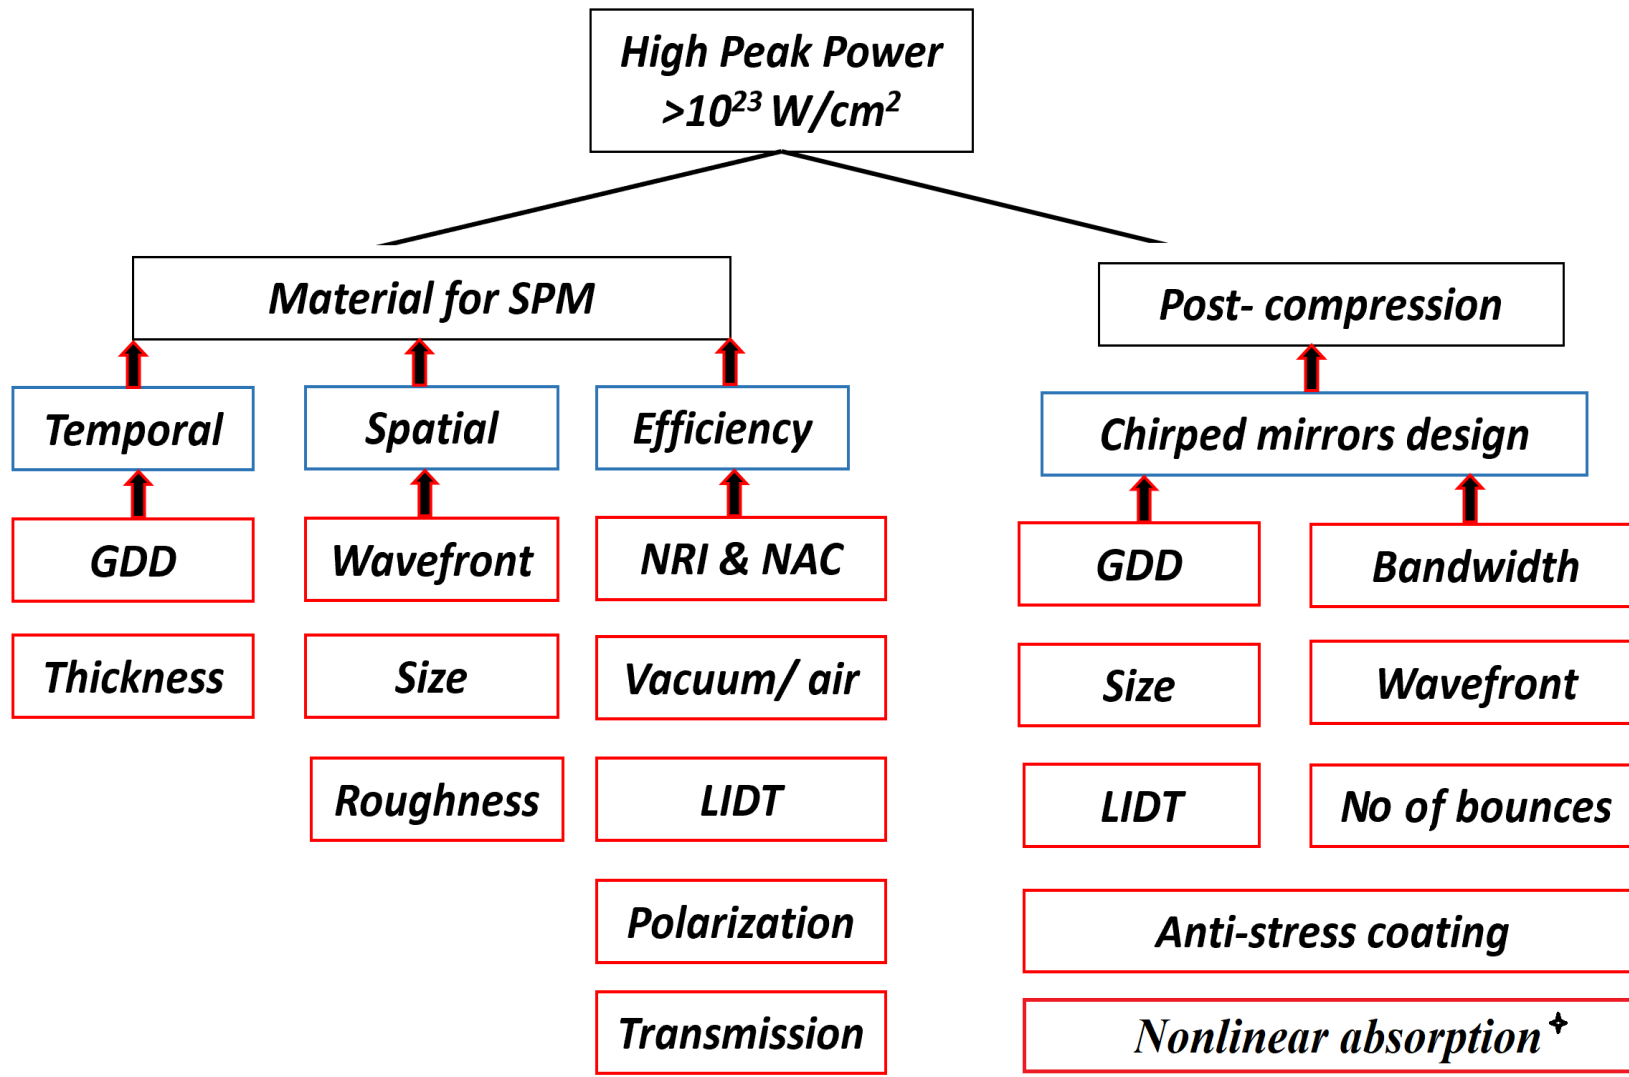 High Peak Power
>10²³ W/cm²
Material for SPM
Post- compression
Temporal
Spatial
Efficiency
Chirped mirrors design
GDD
Wavefront
NRI & NAC
GDD
Bandwidth
Thickness
Size
Vacuum/ air
Size
Wavefront
Roughness
LIDT
LIDT
No of bounces
Polarization
Anti-stress coating
Transmission
Nonlinear absorption✧